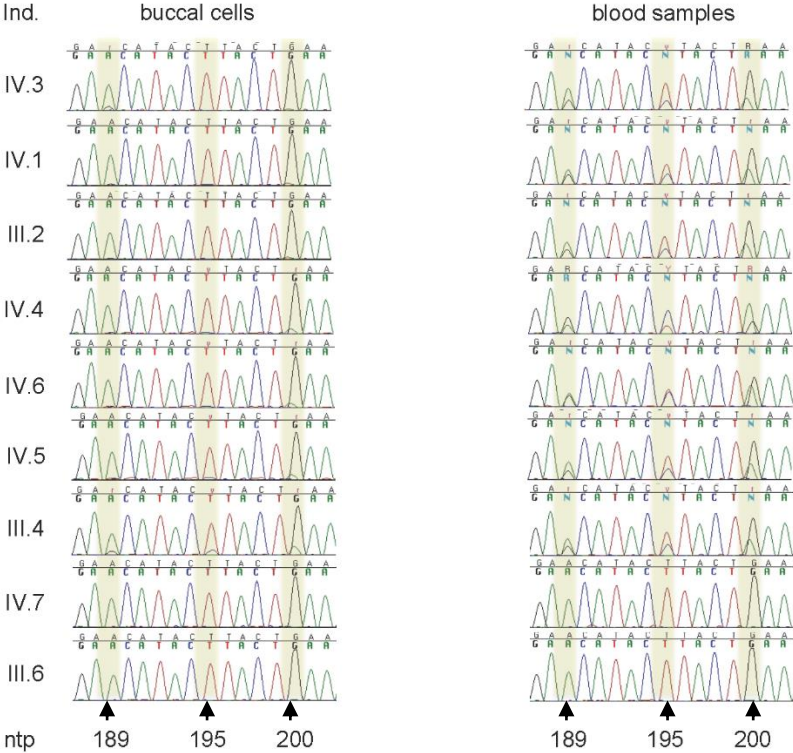 Ind. buccal cells blood samples
G A r C A T A C T T A C T G A A G A r C A T A C y T A C T R A A
G A A C A T A C T T A C T G A A G A N C A T A C N T A C T R A A
IV.3
G A A C A T A C T T A C T G A A G A r C A T A C y T A C T r A A
G A A C A T A C T T A C T G A A G A N C A T A C N T A C T N A A
IV.1
G A A C A T A C T T A C T G A A G A r C A T A C y T A C T r A A
G A A C A T A C T T A C T G A A G A N C A T A C N T A C T N A A
III.2
G A A C A T A C y T A C T r A A G A R C A T A C Y T A C T R A A
G A A C A T A C T T A C T G A A G A R C A T A C N T A C T N A A
IV.4
G A A C A T A C y T A C T r A A G A r C A T A C y T A C T r A A
G A A C A T A C T T A C T G A A G A N C A T A C N T A C T N A A
IV.6
G A A C A T A C y T A C T r A A G A r C A T A C y T A C T r A A
G A A C A T A C T T A C T G A A G A N C A T A C N T A C T N A A
IV.5
G A r C A T A C y T A C T r A A G A r C A T A C y T A C T r A A
G A A C A T A C T T A C T G A A G A N C A T A C N T A C T N A A
III.4
G A A C A T A C T T A C T G A A G A A C A T A C T T A C T G A A
G A A C A T A C T T A C T G A A G A A C A T A C T T A C T G A A
IV.7
G A A C A T A C T T A C T G A A G A A C A T A C T T A C T G A A
G A A C A T A C T T A C T G A A G A A C A T A C T T A C T G A A
III.6
ntp 189 195 200 189 195 200